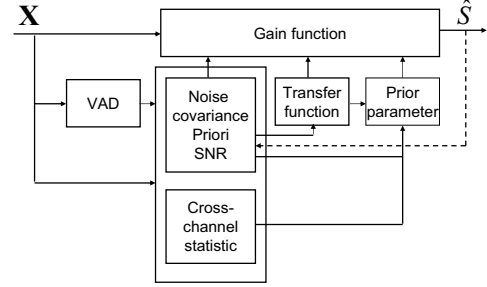 X
Ŝ
Gain function
VAD
Noise
covariance
Priori
SNR
Transfer
function
Prior
parameter
Cross-
channel
statistic